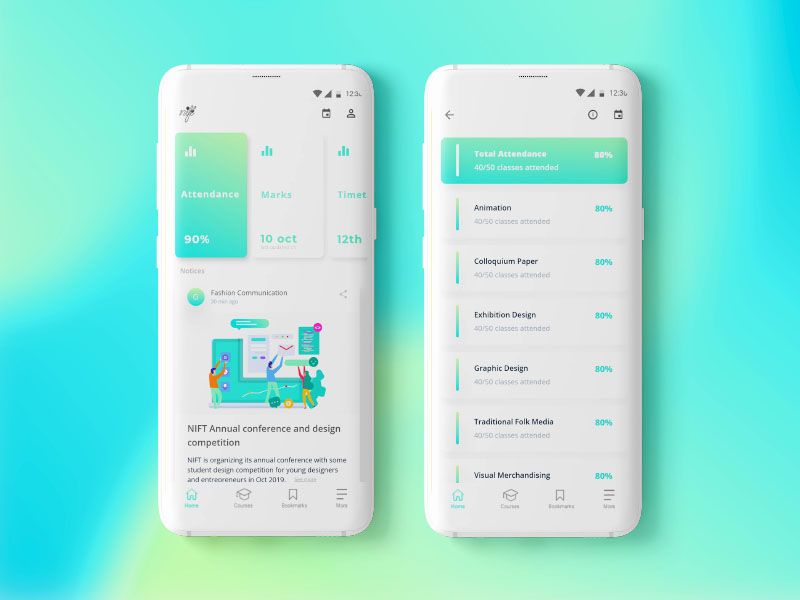 12:30
nift
Attendance
90%
Marks
10 oct
Timet
12th
Notices
G
Fashion Communication
30 min ago
NIFT Annual conference and design
competition
NIFT is organizing its annual conference with some
student design competition for young designers
and entrepreneurs in Oct 2019. See more
Home
Courses
Bookmarks
More
12:30
Total Attendance
80%
40/50 classes attended
Animation
80%
40/50 classes attended
Colloquium Paper
80%
40/50 classes attended
Exhibition Design
80%
40/50 classes attended
Graphic Design
80%
40/50 classes attended
Traditional Folk Media
80%
40/50 classes attended
Visual Merchandising
80%
Home
Courses
Bookmarks
More